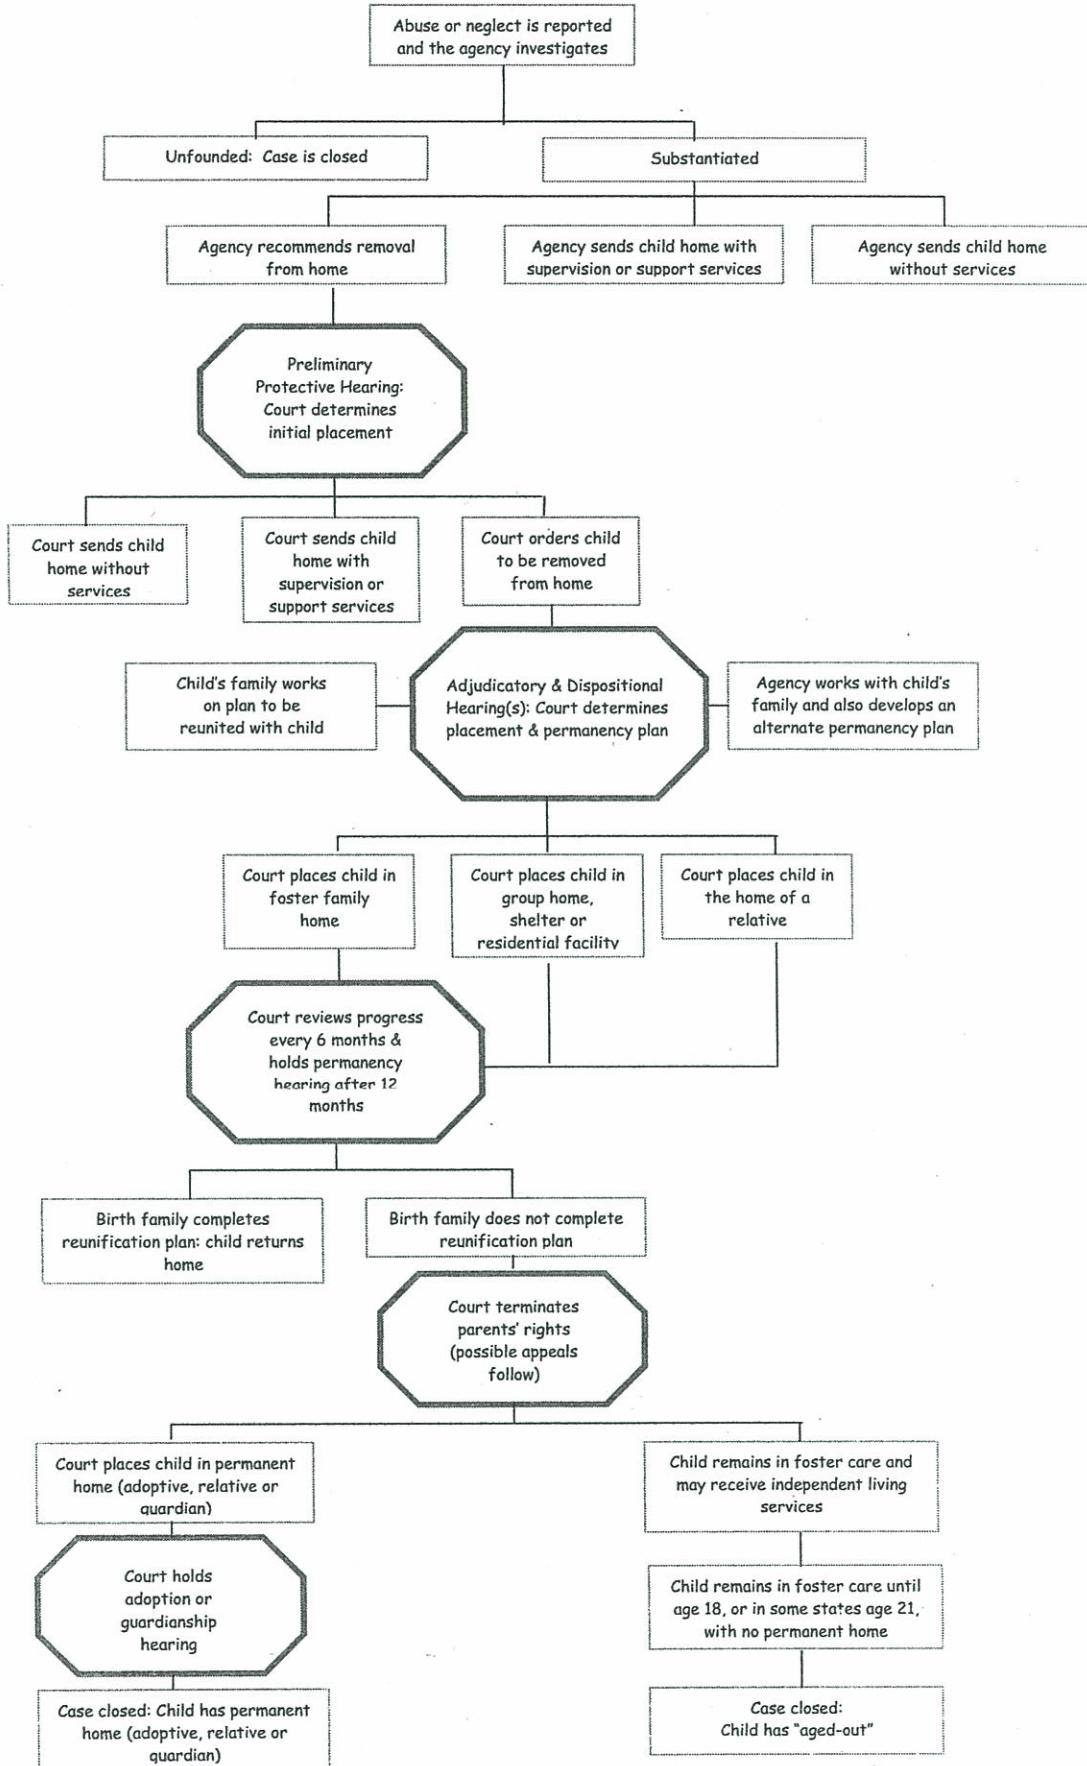 Abuse or neglect is reported
and the agency investigates
Unfounded: Case is closed
Substantiated
Agency recommends removal
from home
Agency sends child home with
supervision or support services
Agency sends child home
without services
Preliminary
Protective Hearing:
Court determines
initial placement
Court sends child
home without
services
Court sends child
home with
supervision or
support services
Court orders child
to be removed
from home
Child's family works
on plan to be
reunited with child
Adjudicatory & Dispositional
Hearing(s): Court determines
placement & permanency plan
Agency works with child's
family and also develops an
alternate permanency plan
Court places child in
foster family
home
Court places child in
group home,
shelter or
residential facility
Court places child in
the home of a
relative
Court reviews progress
every 6 months &
holds permanency
hearing after 12
months
Birth family completes
reunification plan: child returns
home
Birth family does not complete
reunification plan
Court terminates
parents' rights
(possible appeals
follow)
Court places child in permanent
home (adoptive, relative or
guardian)
Child remains in foster care and
may receive independent living
services
Court holds
adoption or
guardianship
hearing
Child remains in foster care until
age 18, or in some states age 21,
with no permanent home
Case closed: Child has permanent
home (adoptive, relative or
guardian)
Case closed:
Child has "aged-out"